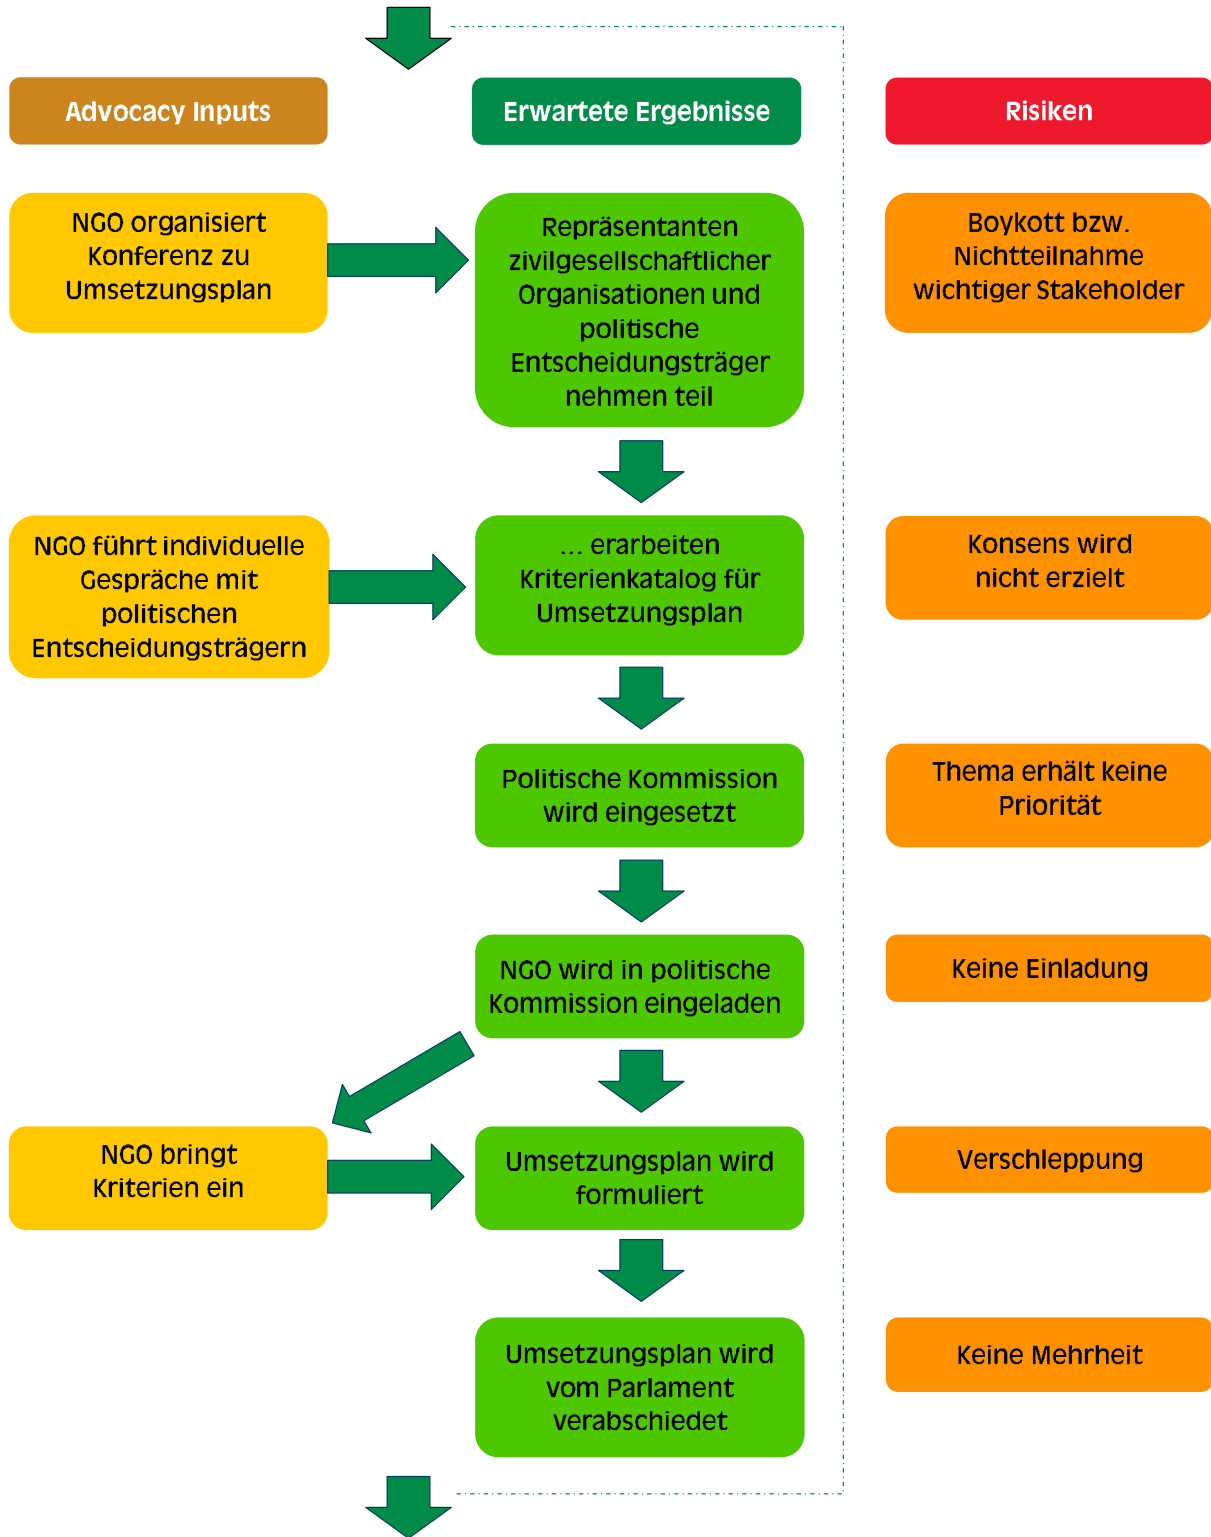 Advocacy Inputs
Erwartete Ergebnisse
Risiken
NGO organisiert
Konferenz zu
Umsetzungsplan
Repräsentanten
zivilgesellschaftlicher
Organisationen und
politische
Entscheidungsträger
nehmen teil
Boykott bzw.
Nichtteilnahme
wichtiger Stakeholder
NGO führt individuelle
Gespräche mit
politischen
Entscheidungsträgern
... erarbeiten
Kriterienkatalog für
Umsetzungsplan
Konsens wird
nicht erzielt
Politische Kommission
wird eingesetzt
Thema erhält keine
Priorität
NGO wird in politische
Kommission eingeladen
Keine Einladung
NGO bringt
Kriterien ein
Umsetzungsplan wird
formuliert
Verschleppung
Umsetzungsplan wird
vom Parlament
verabschiedet
Keine Mehrheit